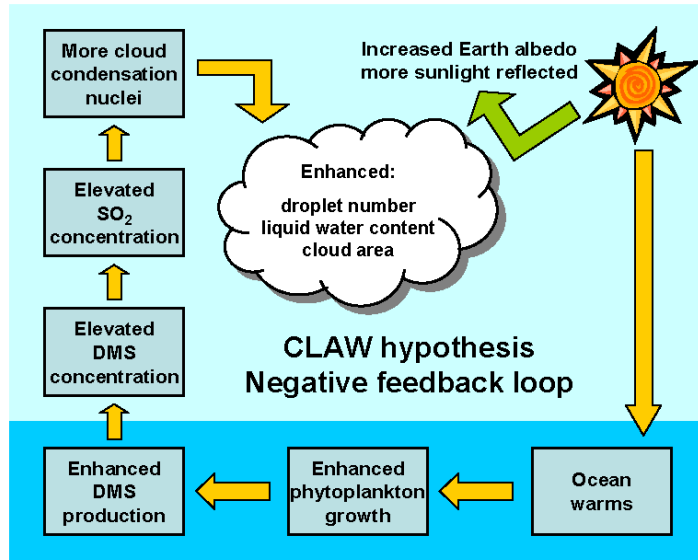 More cloud
condensation
nuclei
Increased Earth albedo
more sunlight reflected
Enhanced:
droplet number
liquid water content
cloud area
Elevated
SO₂
concentration
Elevated
DMS
concentration
CLAW hypothesis
Negative feedback loop
Enhanced
DMS
production
Enhanced
phytoplankton
growth
Ocean
warms